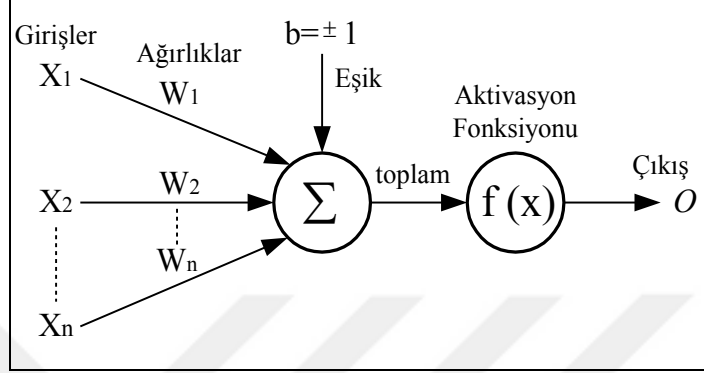 Girişler
Ağırlıklar
b=± 1
Eşik
X1
W1
Aktivasyon
Fonksiyonu
X2
W2
Σ
toplam
f (x)
Çıkış
O
Wn
Xn